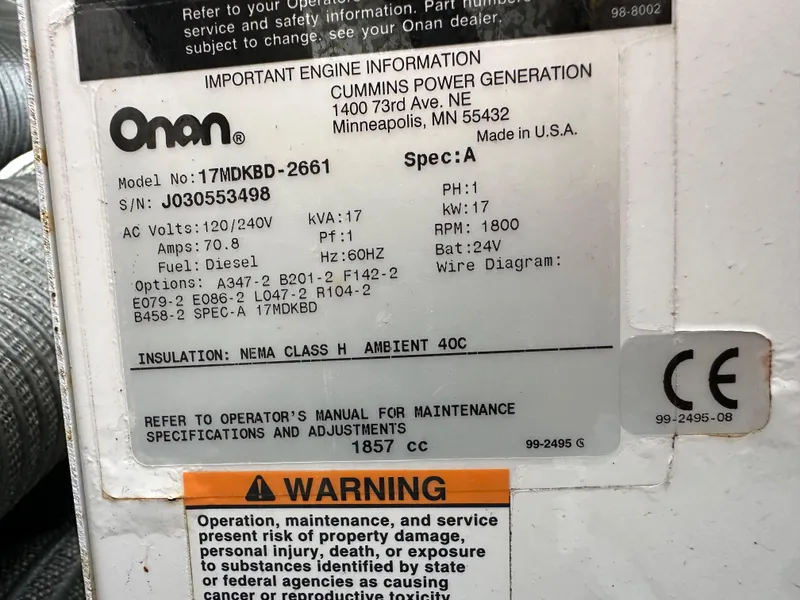 Refer to your Operator's
service and safety information. Part number
subject to change, see your Onan dealer.
98-8002
IMPORTANT ENGINE INFORMATION
CUMMINS POWER GENERATION
1400 73rd Ave. NE
Minneapolis, MN 55432
Made in U.S.A.
Onan®
Model No:17MDKBD-2661 Spec:A
S/N: J030553498
AC Volts:120/240V kVA:17 PH:1
Amps:70.8 Pf:1 kW:17
Fuel: Diesel Hz:60HZ RPM: 1800
Bat:24V
Options: A347-2 B201-2 F142-2 Wire Diagram:
E079-2 E086-2 L047-2 R104-2
B458-2 SPEC-A 17MDKBD
INSULATION: NEMA CLASS H AMBIENT 40C
REFER TO OPERATOR'S MANUAL FOR MAINTENANCE
SPECIFICATIONS AND ADJUSTMENTS
1857 cc
99-2495
CE
99-2495-08
WARNING
Operation, maintenance, and service
present risk of property damage,
personal injury, death, or exposure
to substances identified by state
or federal agencies as causing
cancer or reproductive toxicity